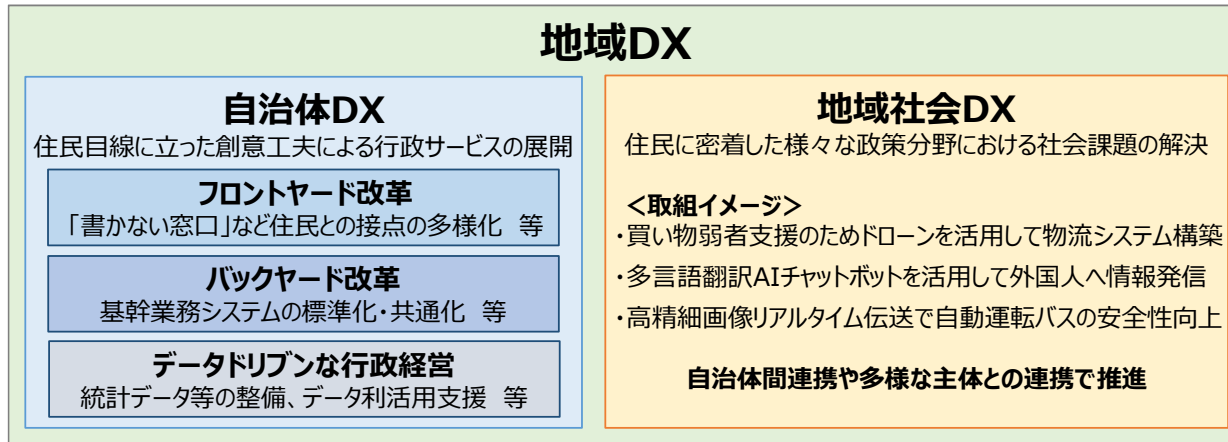 地域DX
自治体DX
住民目線に立った創意工夫による行政サービスの展開
フロントヤード改革
「書かない窓口」など住民との接点の多様化　等
バックヤード改革
基幹業務システムの標準化・共通化　等
データドリブンな行政経営
統計データ等の整備、データ利活用支援　等
地域社会DX
住民に密着した様々な政策分野における社会課題の解決
＜取組イメージ＞
・買い物弱者支援のためドローンを活用して物流システム構築
・多言語翻訳AIチャットボットを活用して外国人へ情報発信
・高精細画像リアルタイム伝送で自動運転バスの安全性向上
自治体間連携や多様な主体との連携で推進